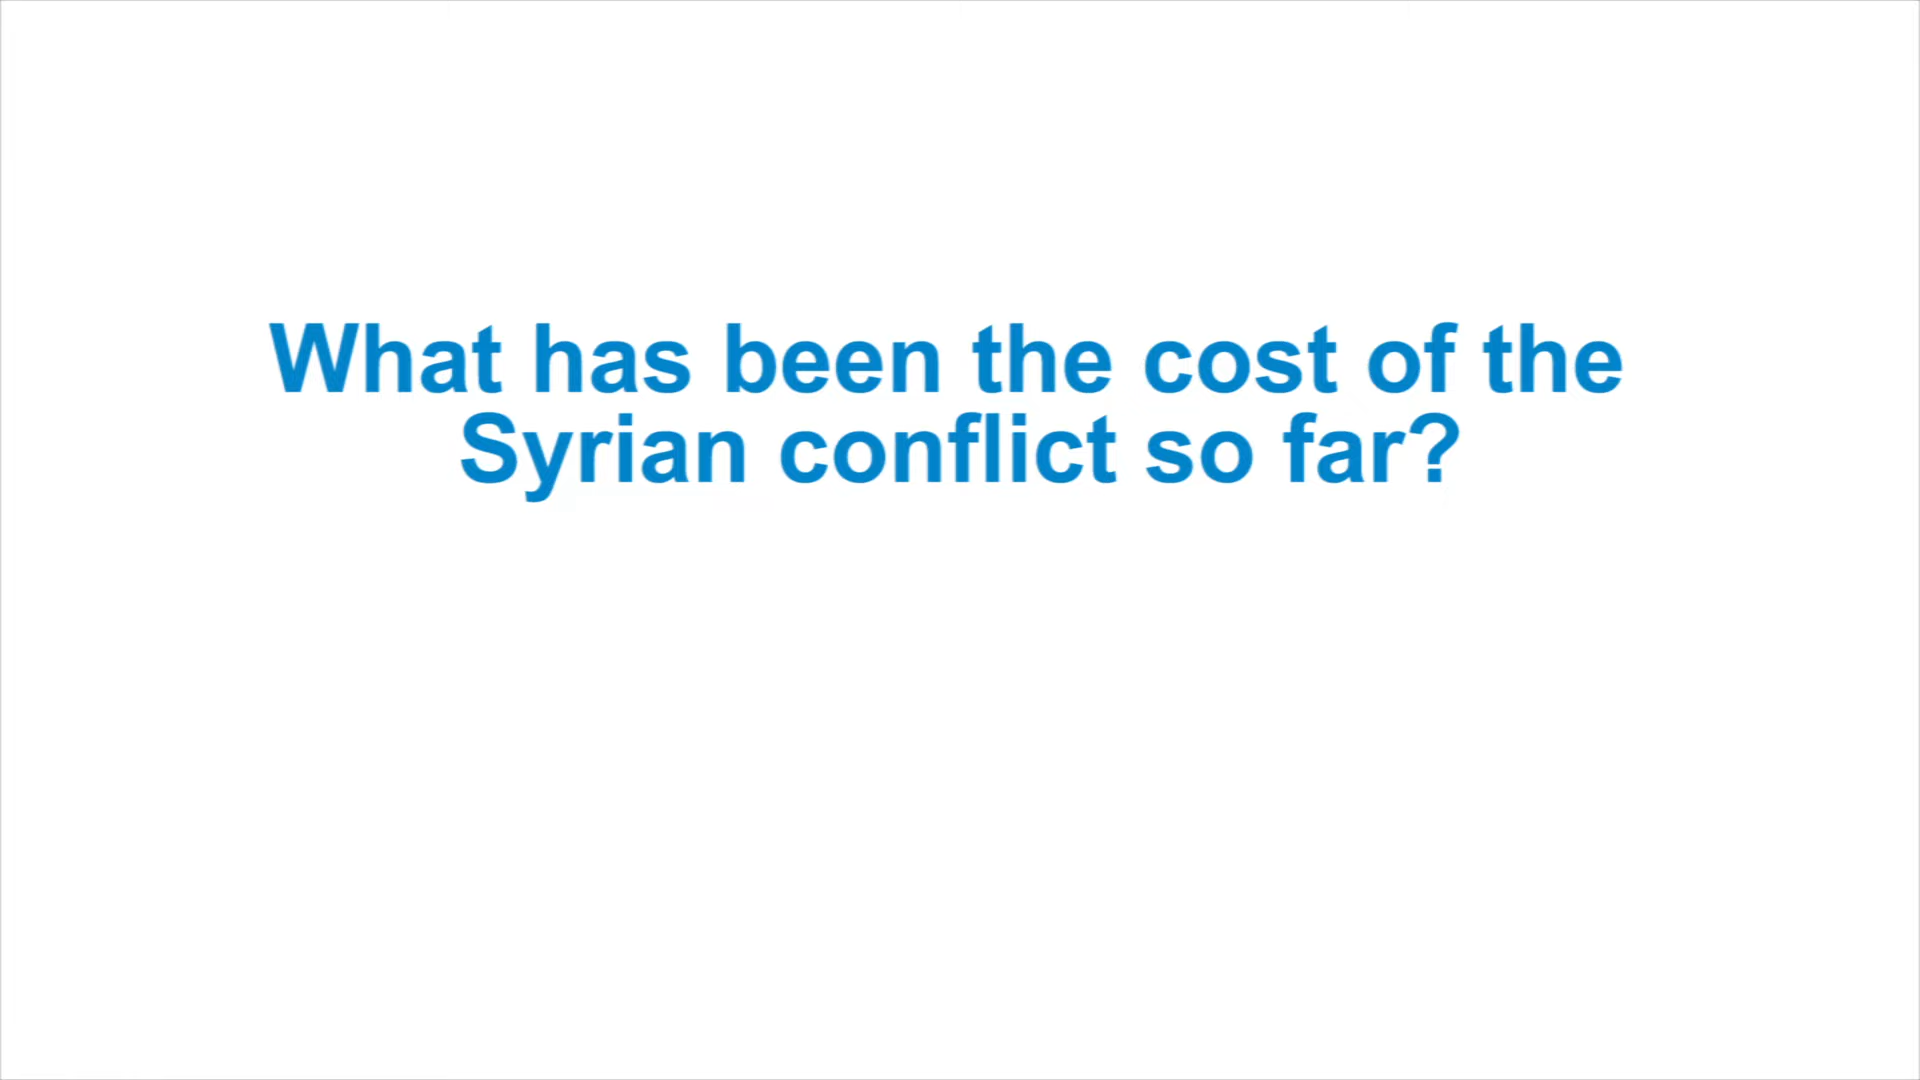 What has been the cost of the
Syrian conflict so far?